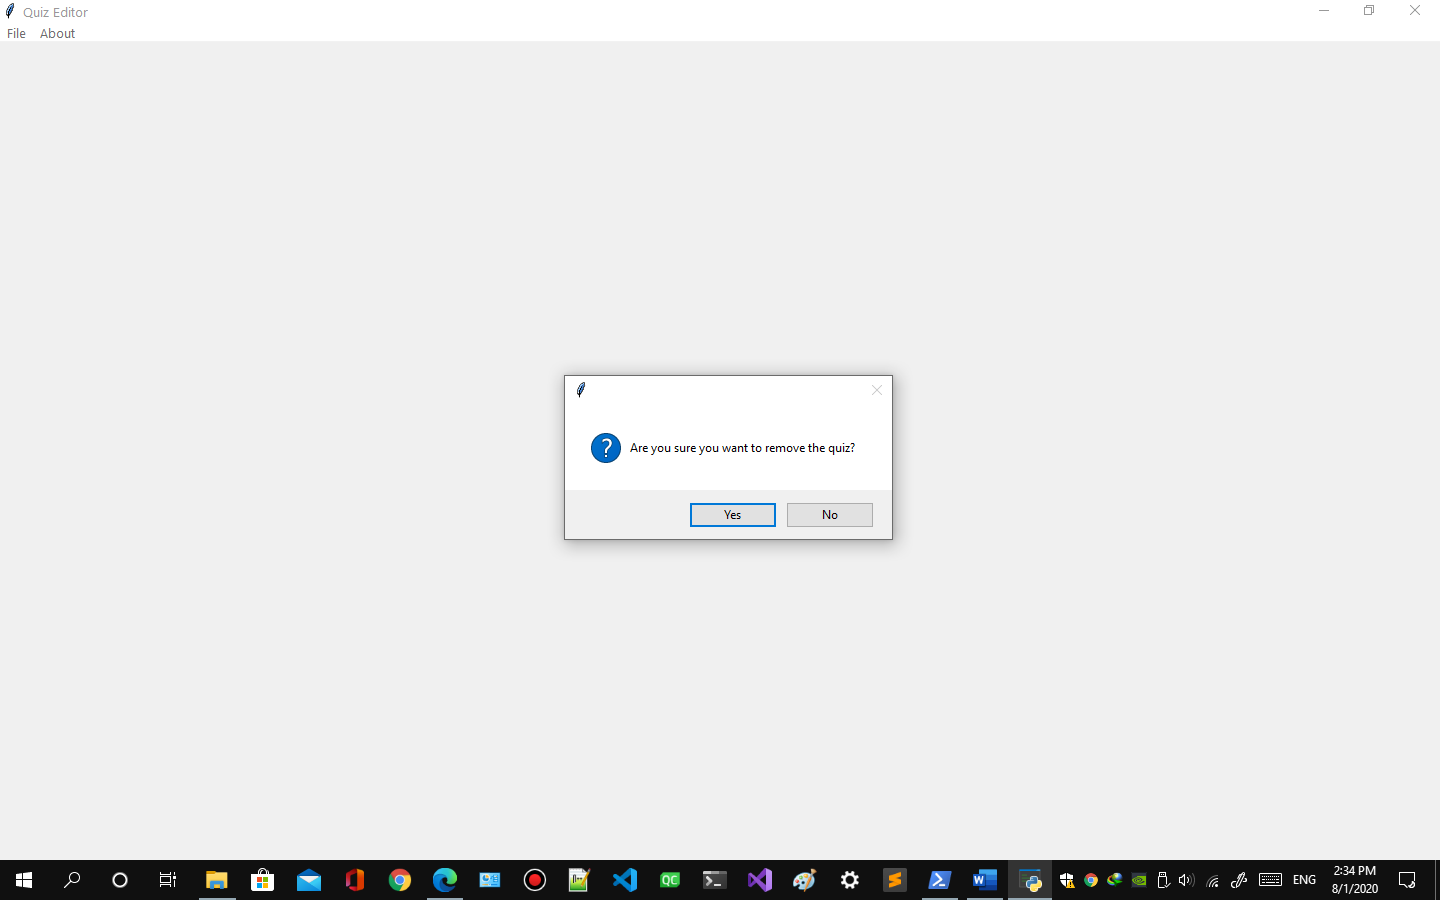 Quiz Editor
File About
Are you sure you want to remove the quiz?
Yes No
QC
W
ENG
2:34 PM
8/1/2020